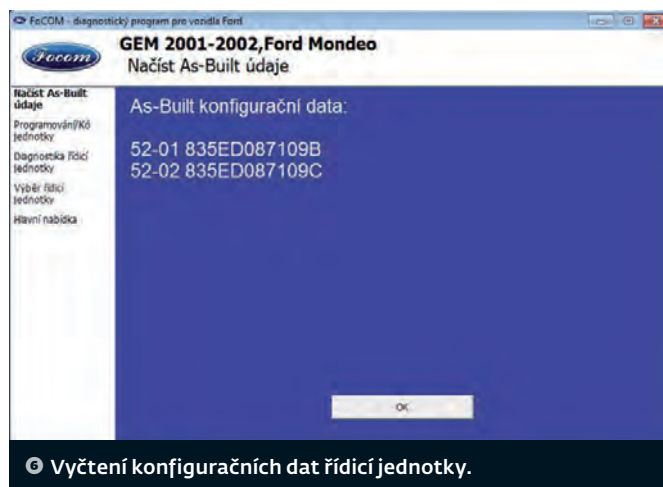 FoCOM - diagnostický program pro vozidla Ford
Focom
GEM 2001-2002,Ford Mondeo
Načíst As-Built údaje
Načíst As-Built
údaje
Programování/Kó
jednotky
Diagnostika řídicí
jednotky
Výběr řídicí
jednotky
Hlavní nabídka
As-Built konfigurační data:
52-01 835ED087109B
52-02 835ED087109C
OK
6 Vyčtení konfiguračních dat řídicí jednotky.